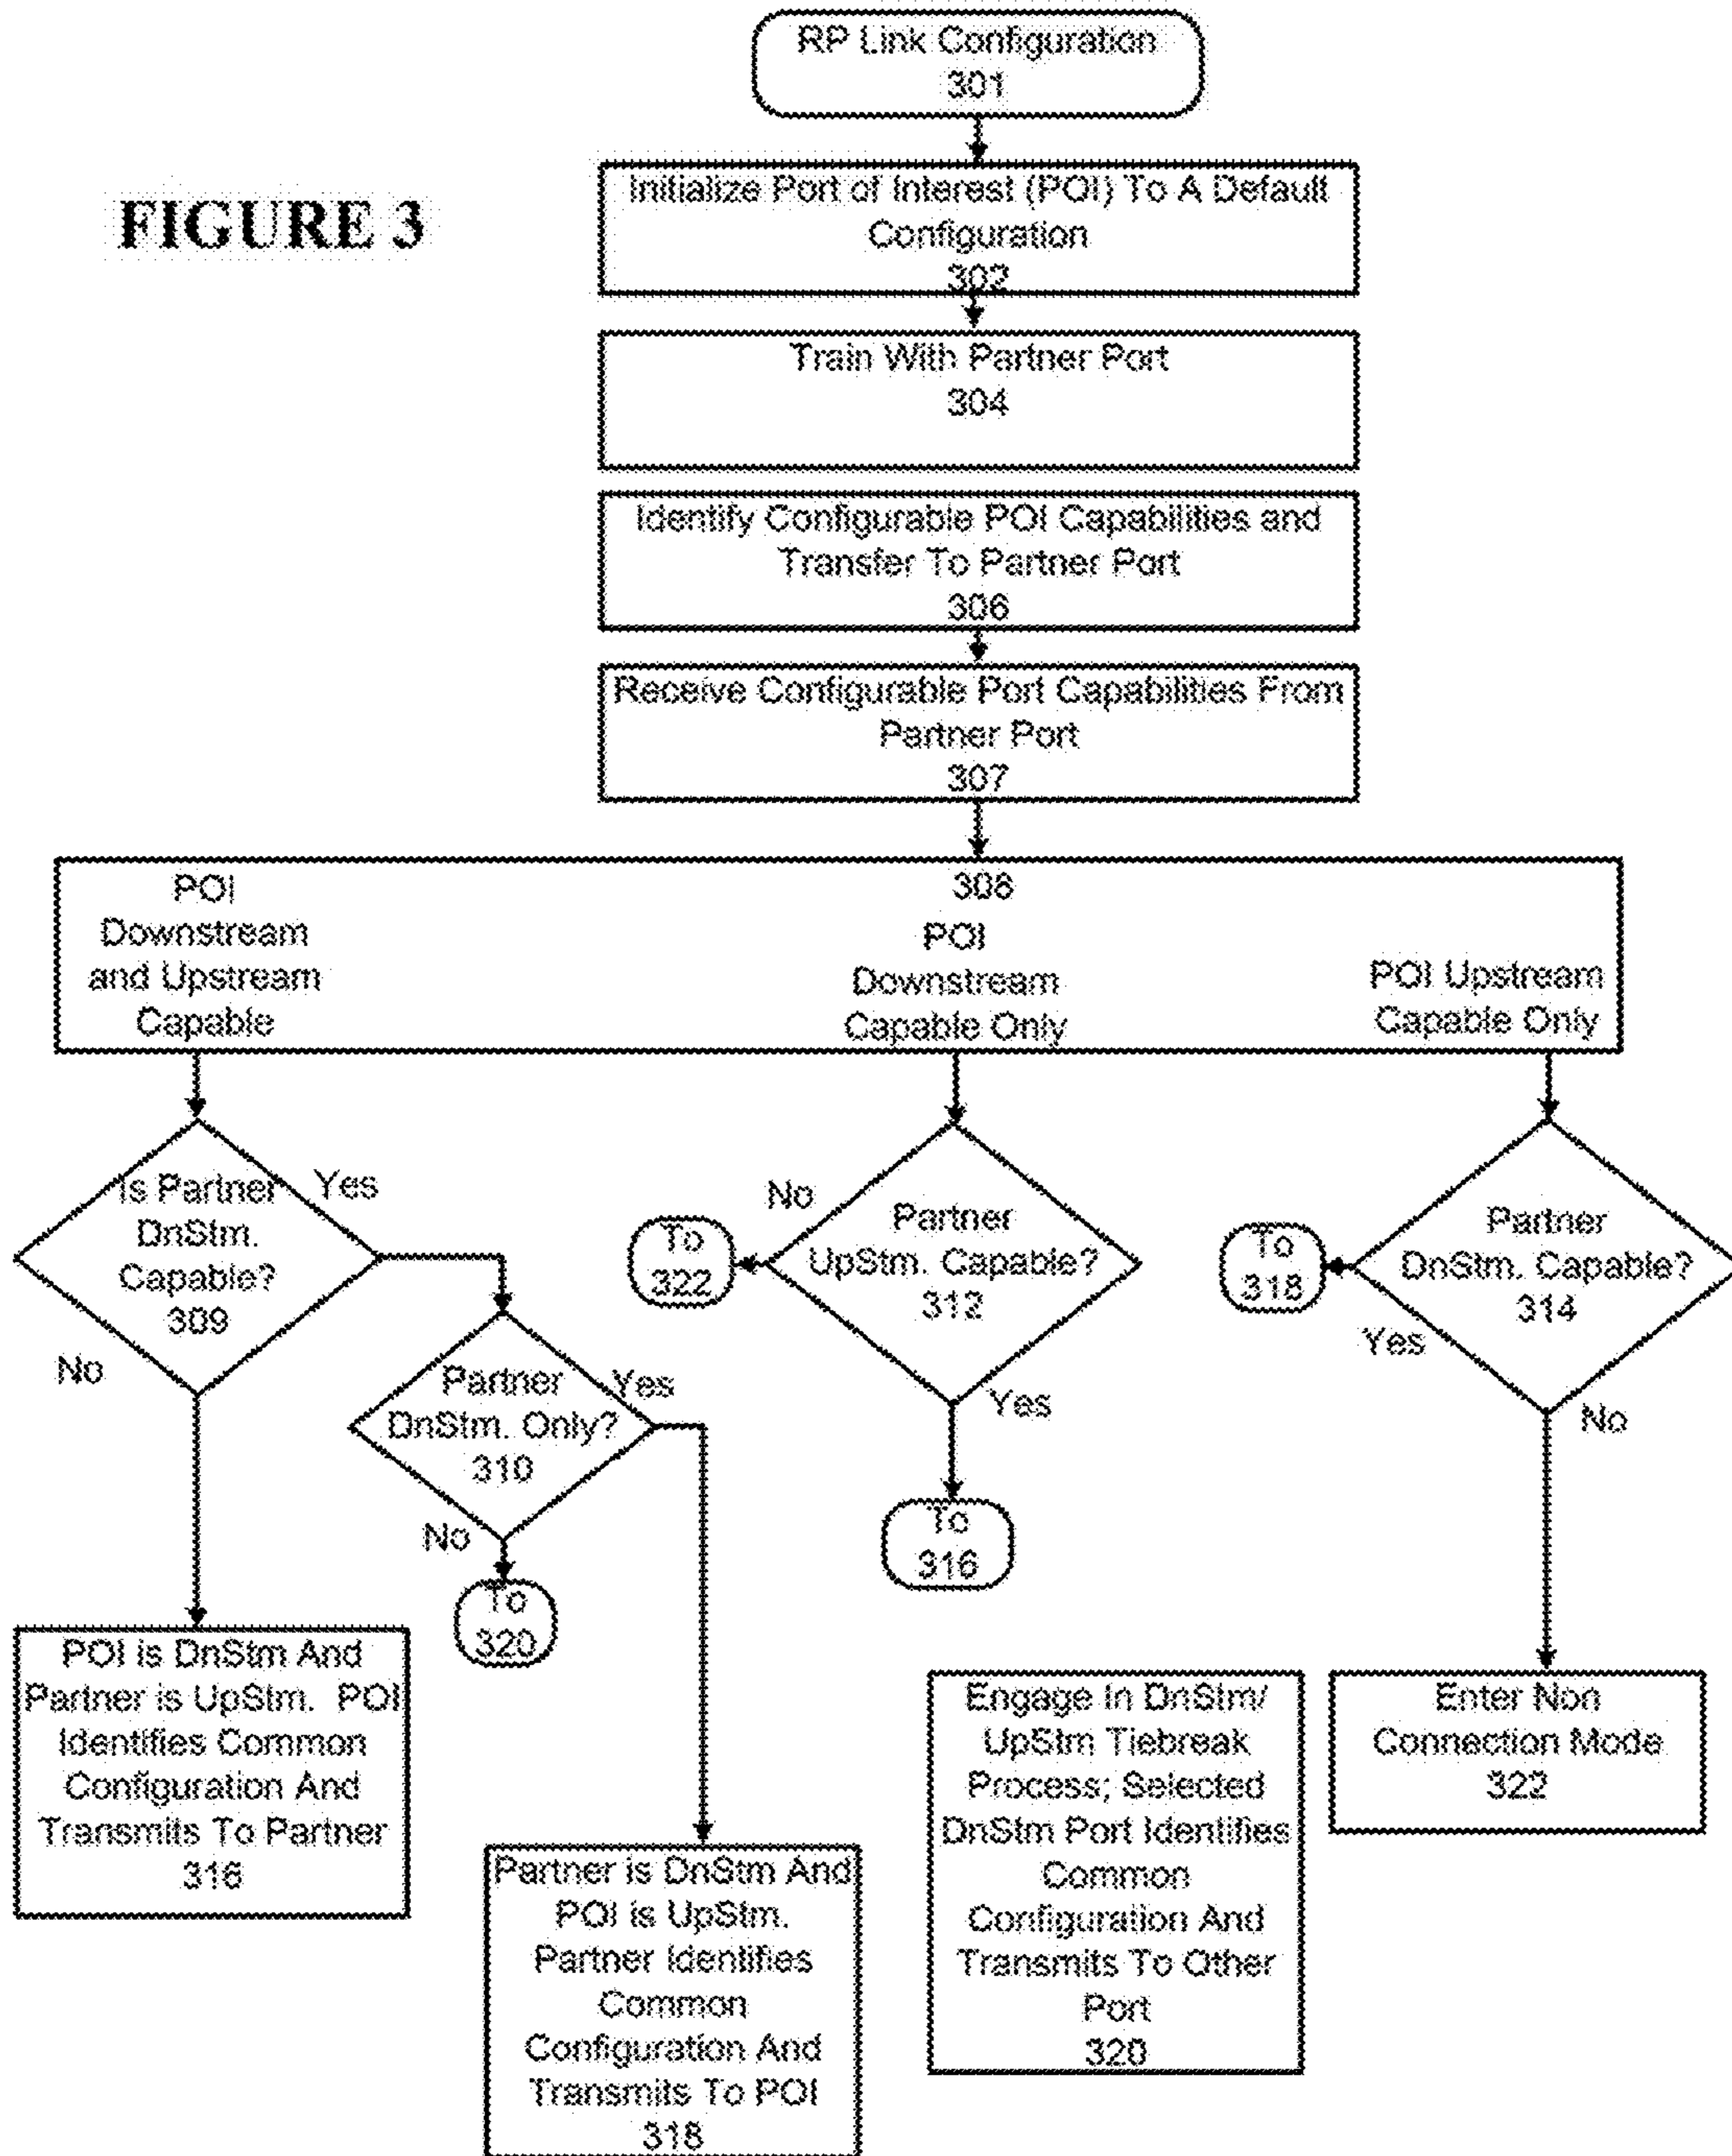 RP Link Configuration
301
FIGURE 3
Initialize Port of Interest (POI) To A Default
Configuration
302
Train With Partner Port
304
Identify Configurable POI Capabilities and
Transfer To Partner Port
306
Receive Configurable Port Capabilities From
Partner Port
307
308
POI
Downstream
and Upstream
Capable
POI
Downstream
Capable Only
POI Upstream
Capable Only
Is Partner
DnStm.
Capable?
309
Yes
No
Partner
DnStm. Only?
310
Yes
No
To
320
No
To
322
Partner
UpStm. Capable?
312
Yes
To
316
To
318
Partner
DnStm. Capable?
314
Yes
No
POI is DnStm And
Partner is UpStm. POI
Identifies Common
Configuration And
Transmits To Partner
316
Partner is DnStm And
POI is UpStm.
Partner Identifies
Common
Configuration And
Transmits To POI
318
Engage In DnStm/
UpStm Tiebreak
Process; Selected
DnStm Port Identifies
Common
Configuration And
Transmits To Other
Port
320
Enter Non
Connection Mode
322